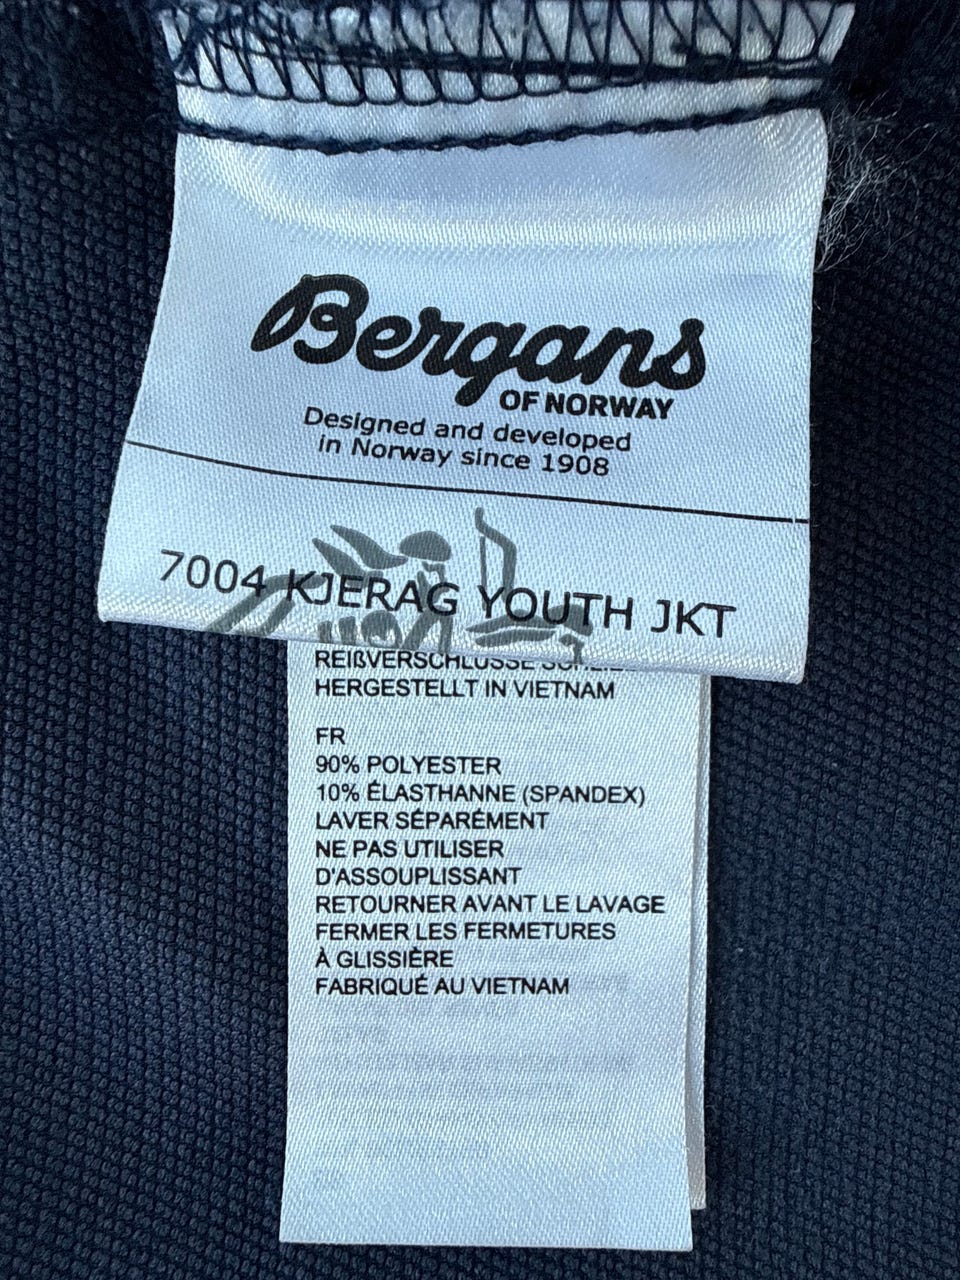 Bergans
OF NORWAY
Designed and developed
in Norway since 1908
7004 KJERAG YOUTH JKT
REIßVERSCHLÜSSE
HERGESTELLT IN VIETNAM
FR
90% POLYESTER
10% ÉLASTHANNE (SPANDEX)
LAVER SÉPARÉMENT
NE PAS UTILISER
D'ASSOUPLISSANT
RETOURNER AVANT LE LAVAGE
FERMER LES FERMETURES
À GLISSIÈRE
FABRIQUÉ AU VIETNAM